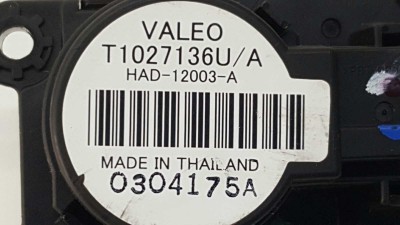 VALEO
T1027136U/A
HAD-12003-A
MADE IN THAILAND
0304175A